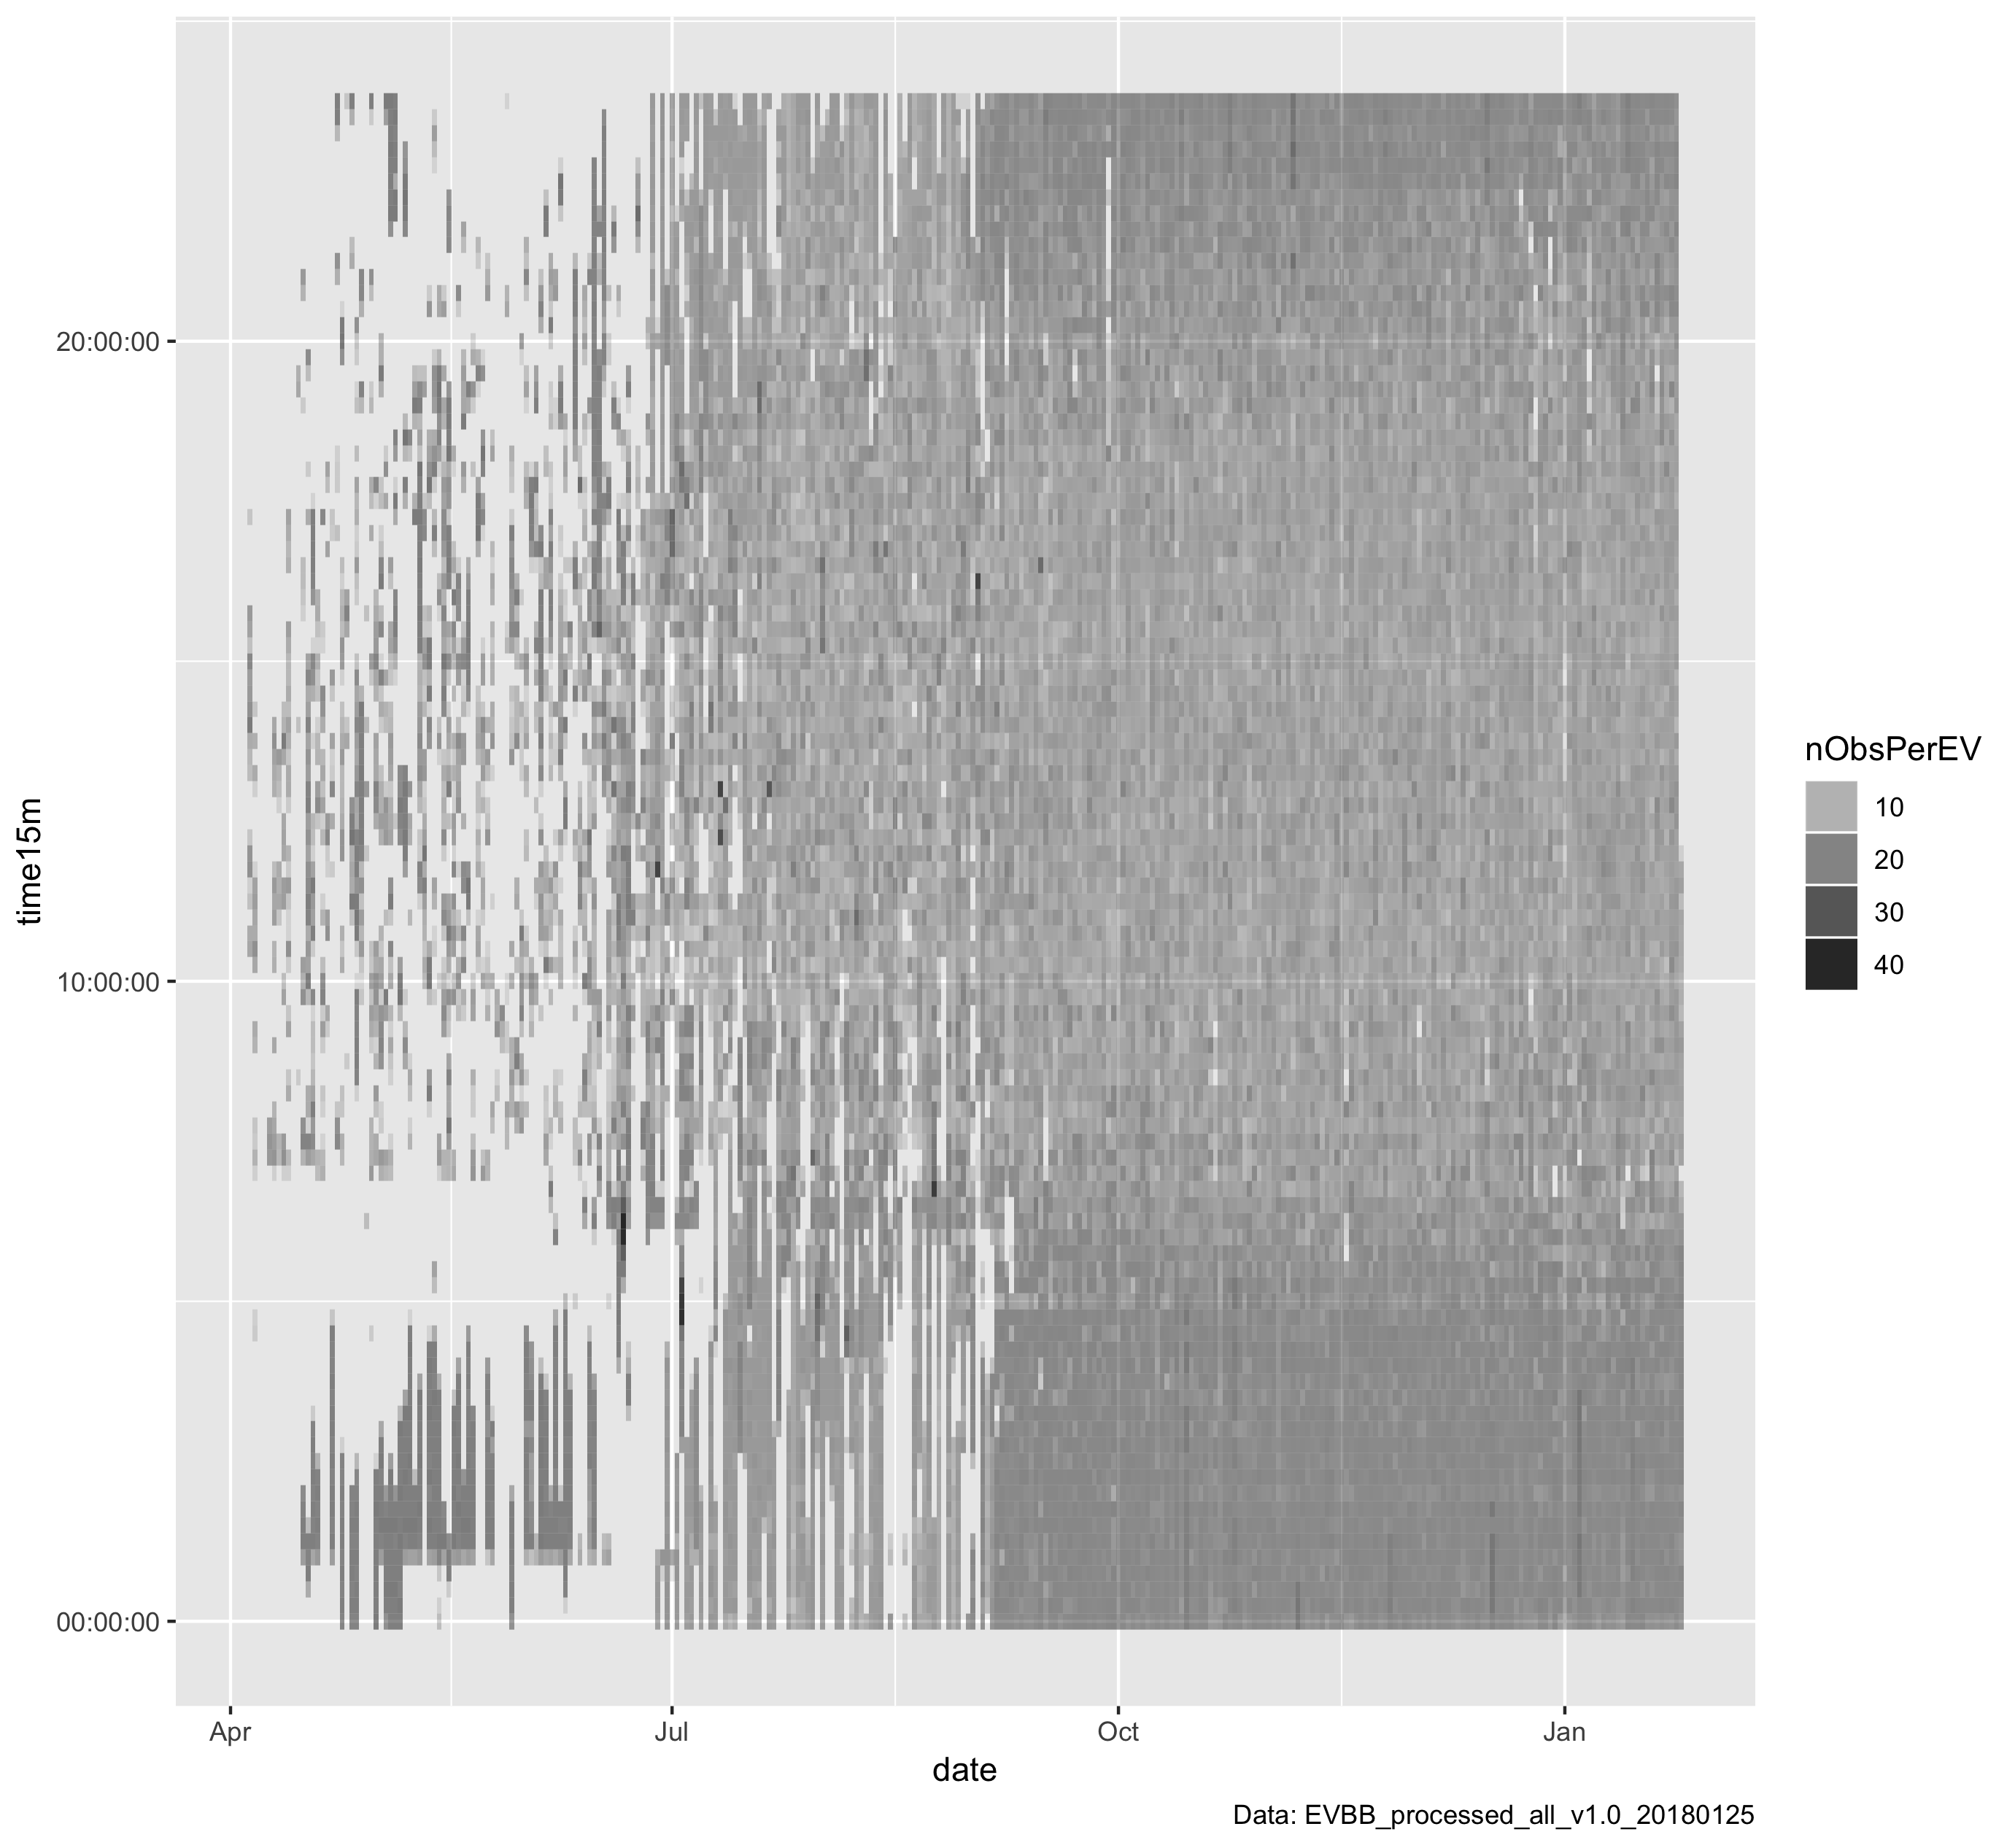 time15m
20:00:00
10:00:00
00:00:00
Apr
Jul
Oct
Jan
date
nObsPerEV
10
20
30
40
Data: EVBB_processed_all_v1.0_20180125